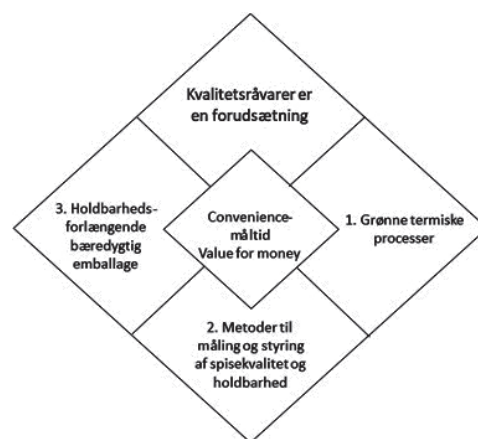 Kvalitetsråvarer er
en forudsætning
3. Holdbarheds-
forlængende
bæredygtig
emballage
Convenience-
måltid
Value for money
1. Grønne termiske
processer
2. Metoder til
måling og styring
af spisekvalitet og
holdbarhed